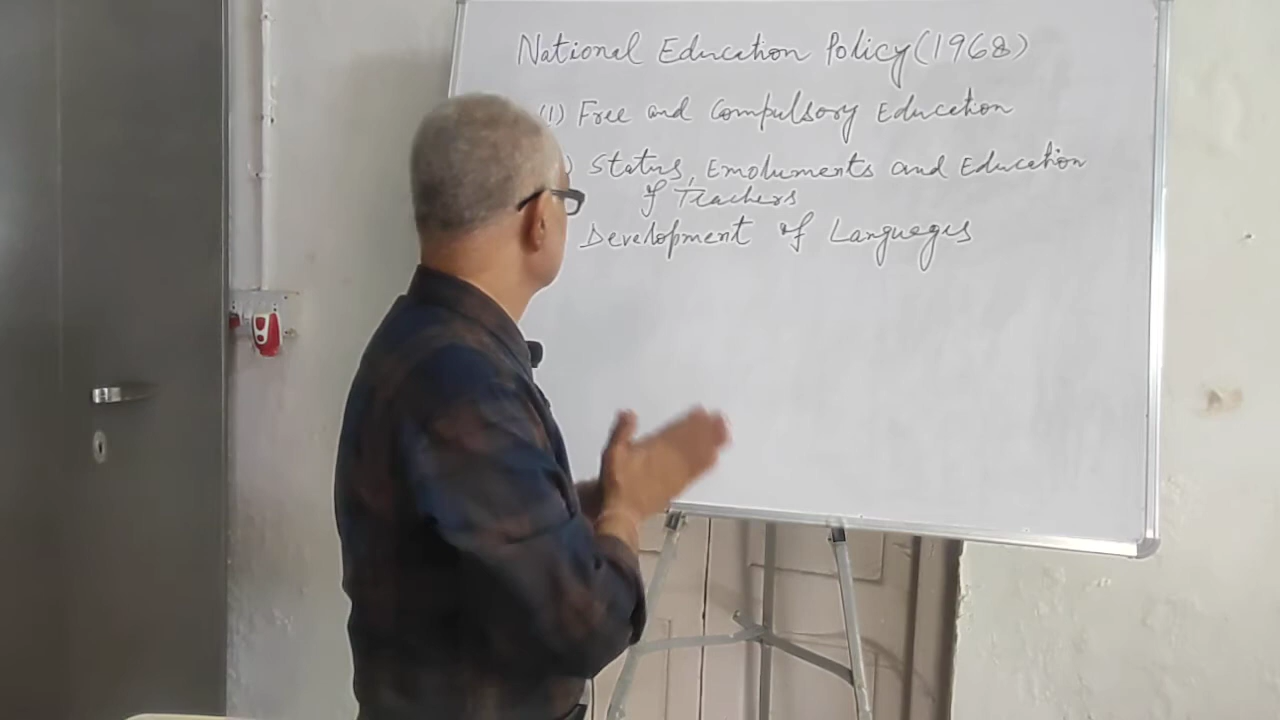 National Education Policy (1968)
(1) Free and Compulsory Education
) Status, Emoluments and Education
of Teachers
Development of Languages